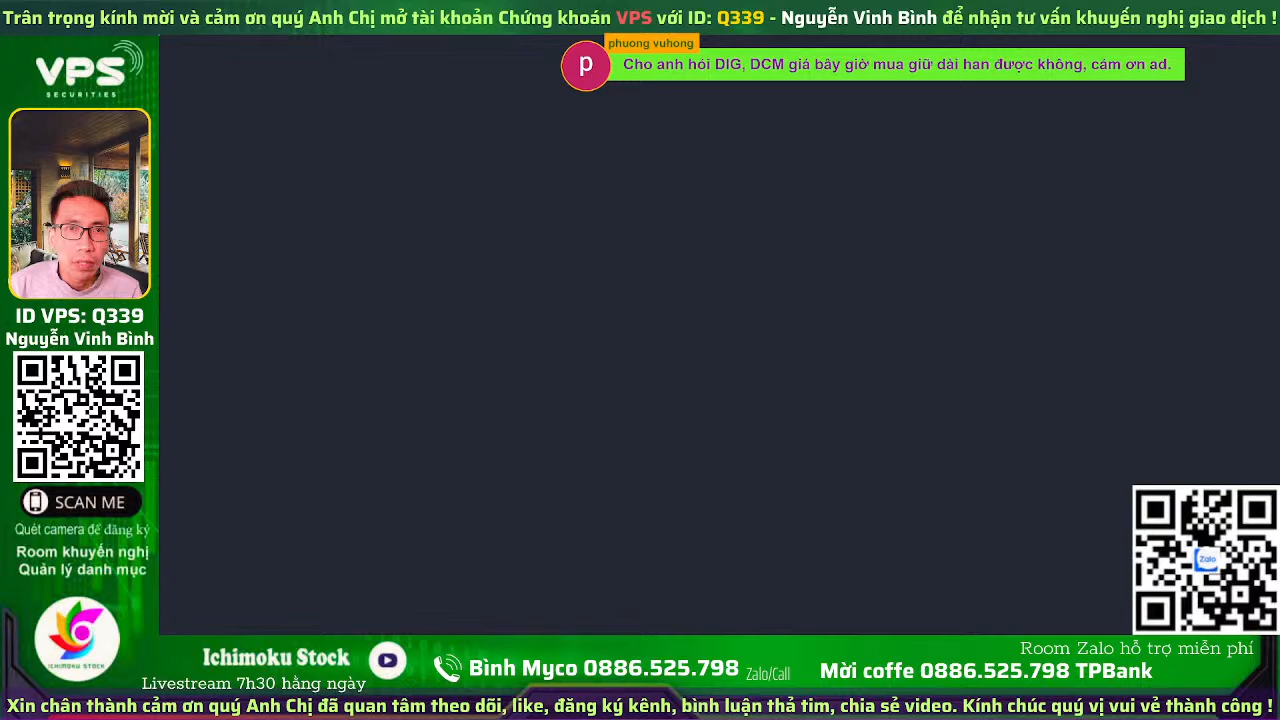 Trân trọng kính mời và cảm ơn quý Anh Chị mở tài khoản Chứng khoán VPS với ID: Q339 - Nguyễn Vinh Bình để nhận tư vấn khuyến nghị giao dịch !
VPS
SECURITIES
phuong vuhong
p
Cho anh hỏi DIG, DCM giá bây giờ mua giữ dài hạn được không, cám ơn ad.
ID VPS: Q339
Nguyễn Vinh Bình
SCAN ME
Quét camera để đăng ký
Room khuyến nghị
Quản lý danh mục
Zalo
ICHIMOKU STOCK
Ichimoku Stock
Livestream 7h30 hằng ngày
Bình Myco 0886.525.798 Zalo/Call
Room Zalo hỗ trợ miễn phí
Mời coffe 0886.525.798 TPBank
Xin chân thành cảm ơn quý Anh Chị đã quan tâm theo dõi, like, đăng ký kênh, bình luận thả tim, chia sẻ video. Kính chúc quý vị vui vẻ thành công !